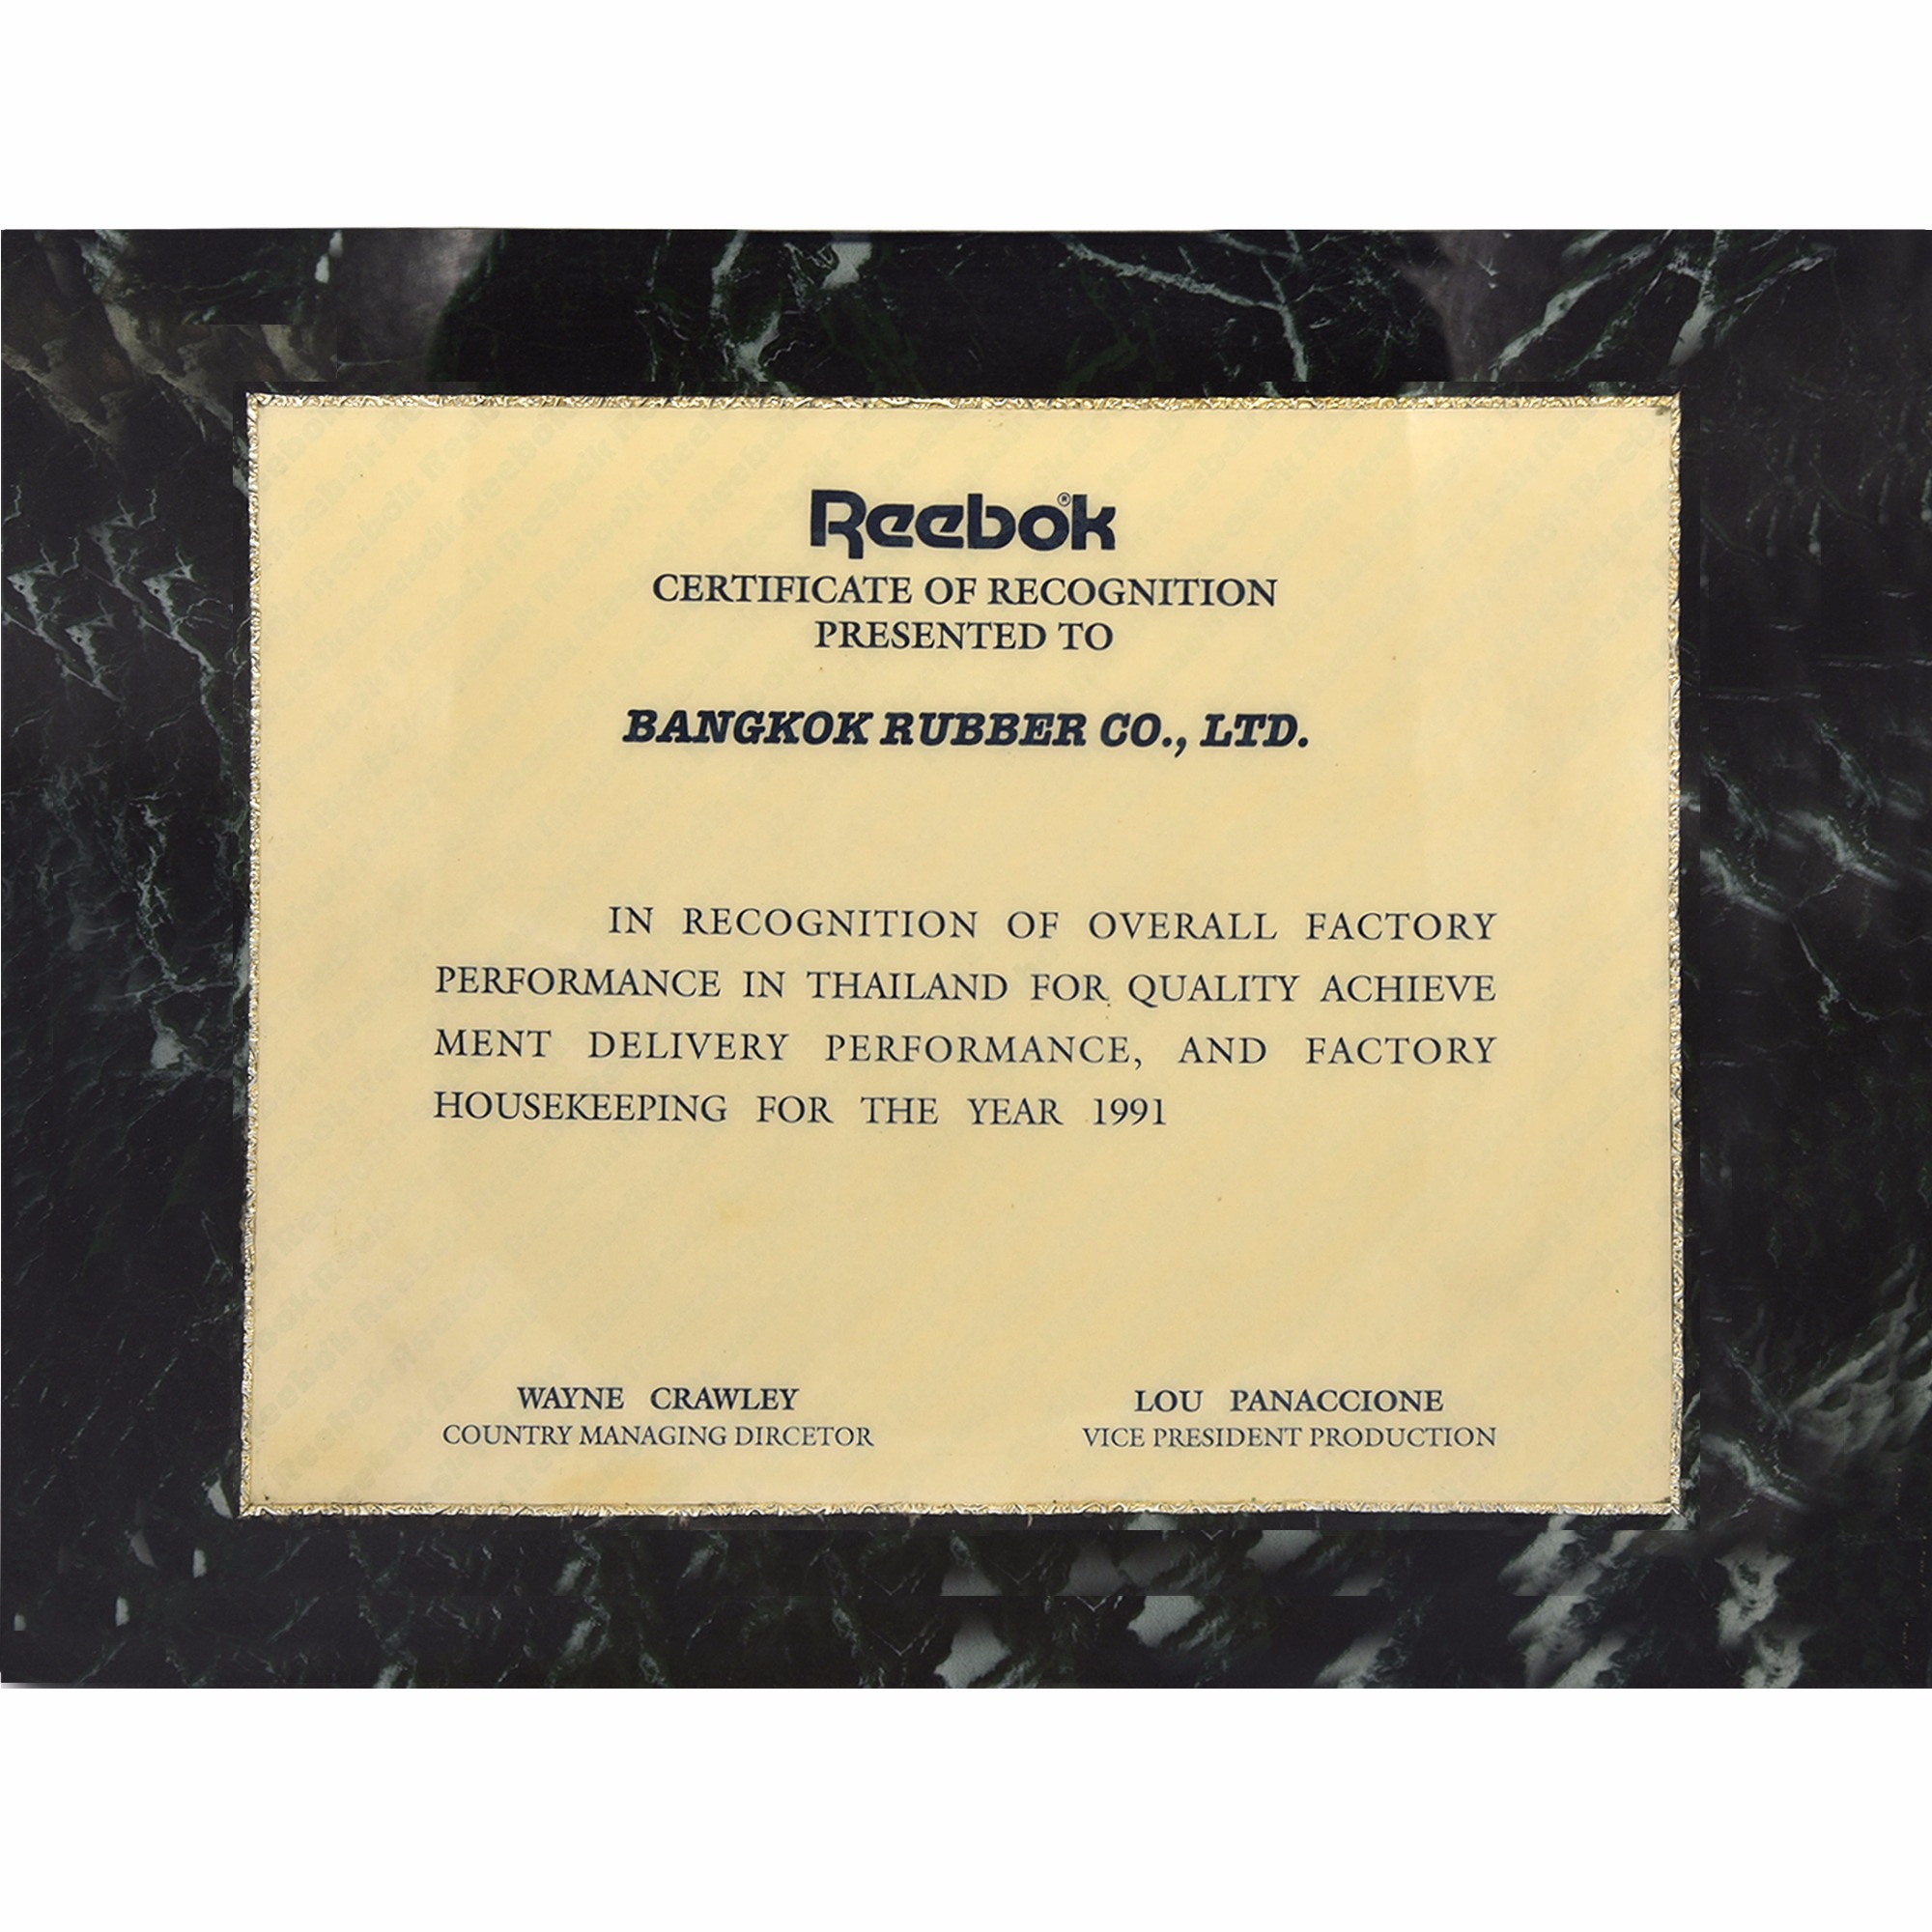 Reebok®
CERTIFICATE OF RECOGNITION
PRESENTED TO
BANGKOK RUBBER CO., LTD.
IN RECOGNITION OF OVERALL FACTORY
PERFORMANCE IN THAILAND FOR QUALITY ACHIEVE
MENT DELIVERY PERFORMANCE, AND FACTORY
HOUSEKEEPING FOR THE YEAR 1991
WAYNE CRAWLEY
COUNTRY MANAGING DIRCETOR
LOU PANACCIONE
VICE PRESIDENT PRODUCTION